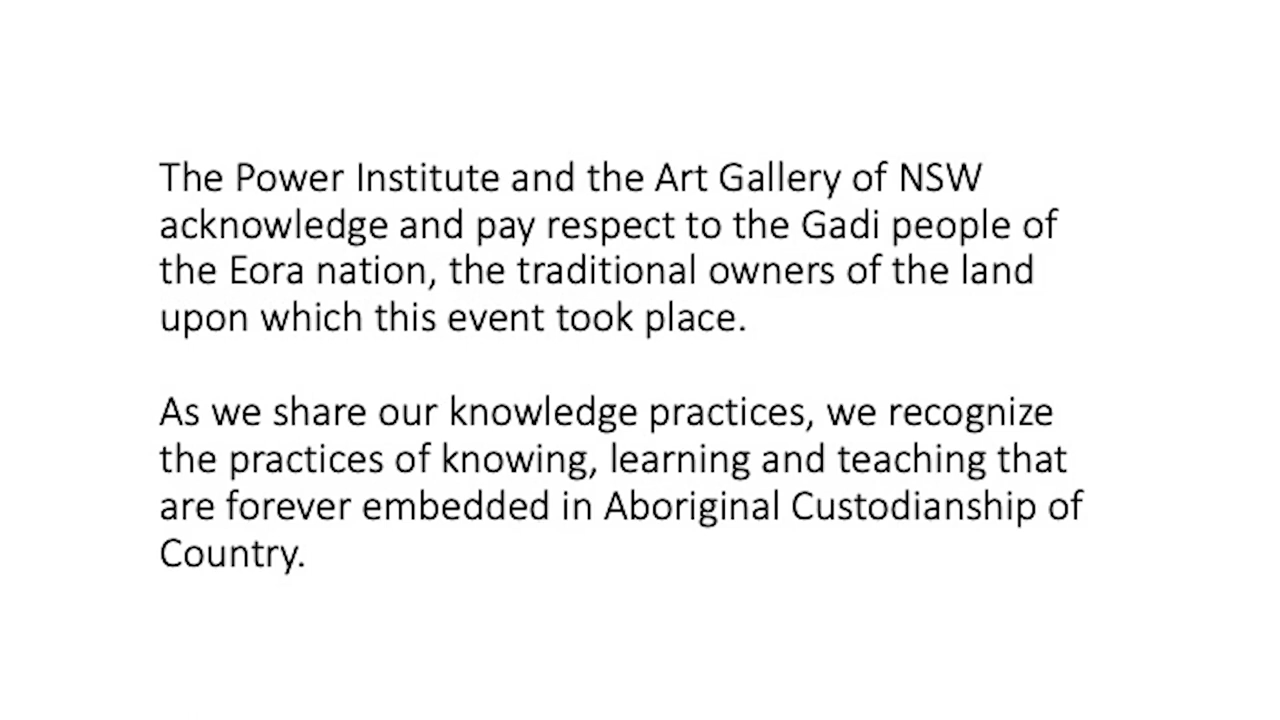 The Power Institute and the Art Gallery of NSW
acknowledge and pay respect to the Gadi people of
the Eora nation, the traditional owners of the land
upon which this event took place.
As we share our knowledge practices, we recognize
the practices of knowing, learning and teaching that
are forever embedded in Aboriginal Custodianship of
Country.